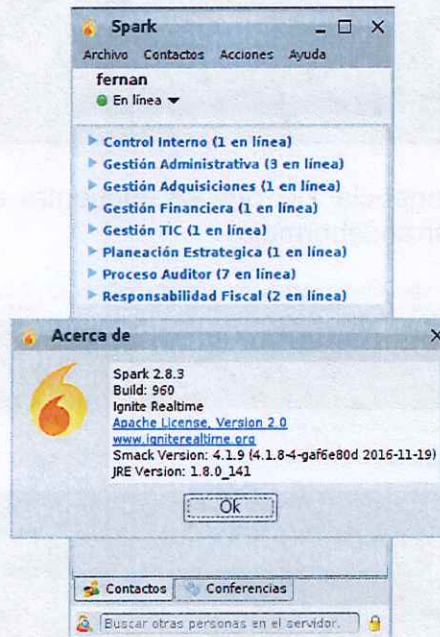 Spark
Archivo Contactos Acciones Ayuda
fernan
En línea
Control Interno (1 en línea)
Gestión Administrativa (3 en línea)
Gestión Adquisiciones (1 en línea)
Gestión Financiera (1 en línea)
Gestión TIC (1 en línea)
Planeación Estrategica (1 en línea)
Proceso Auditor (7 en línea)
Responsabilidad Fiscal (2 en línea)
Acerca de
Spark 2.8.3
Build: 960
Ignite Realtime
Apache License, Version 2.0
www.igniterealtime.org
Smack Version: 4.1.9 (4.1.8-4-gaf6e80d 2016-11-19)
JRE Version: 1.8.0_141
Ok
Contactos Conferencias
Buscar otras personas en el servidor.